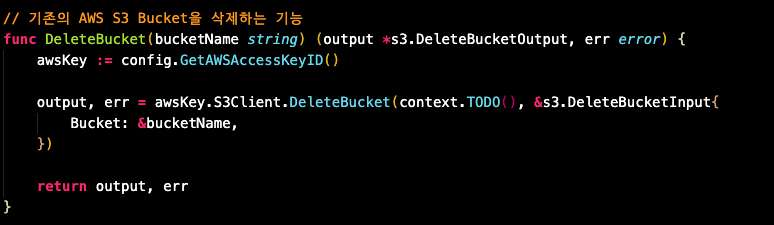 // 기존의 AWS S3 Bucket을 삭제하는 기능
func DeleteBucket(bucketName string) (output *s3.DeleteBucketOutput, err error) {
    awsKey := config.GetAWSAccessKeyID()

    output, err = awsKey.S3Client.DeleteBucket(context.TODO(), &s3.DeleteBucketInput{
        Bucket: &bucketName,
    })

    return output, err
}